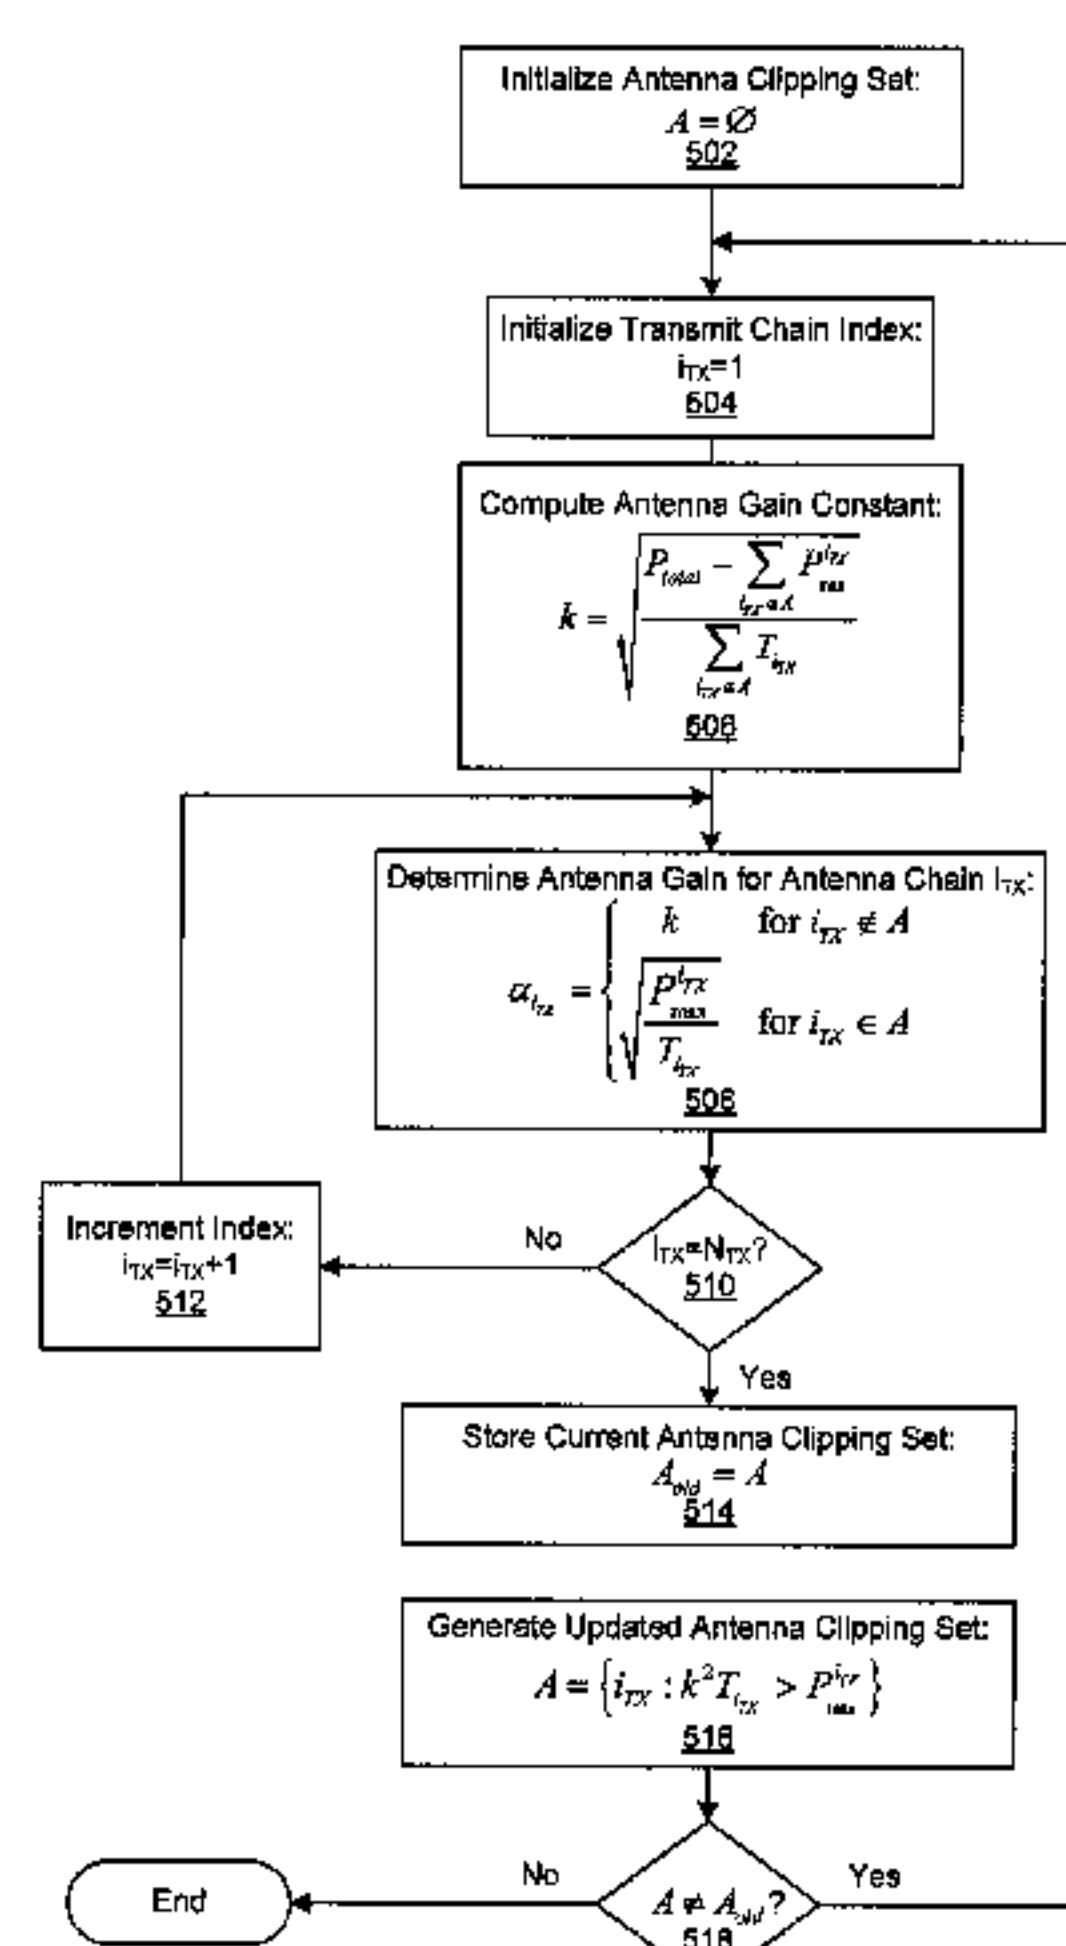 Initialize Antenna Clipping Set:
A = Ø
502
Initialize Transmit Chain Index:
i_TX=1
504
Compute Antenna Gain Constant:
k = √((P_total − ∑_{i_TX∈A} P_max^{i_TX}) / (∑_{i_TX∉A} T_{i_TX}))
506
Determine Antenna Gain for Antenna Chain i_TX:
α_{i_TX} = { k for i_TX ∉ A
√(P_max^{i_TX} / T_{i_TX}) for i_TX ∈ A
508
No
i_TX=N_TX?
510
Increment Index:
i_TX=i_TX+1
512
Yes
Store Current Antenna Clipping Set:
A_old = A
514
Generate Updated Antenna Clipping Set:
A = {i_TX : k² T_{i_TX} > P_max^{i_TX}}
516
No
Yes
End
A ≠ A_old ?
518